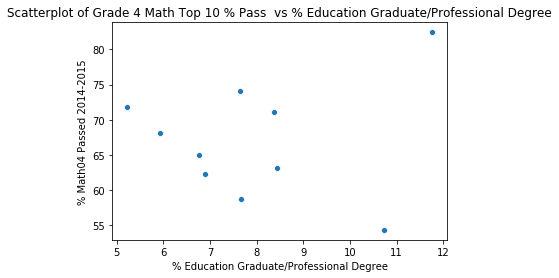 Scatterplot of Grade 4 Math Top 10 % Pass  vs % Education Graduate/Professional Degree
% Math04 Passed 2014-2015
80
75
70
65
60
55
5 6 7 8 9 10 11 12
% Education Graduate/Professional Degree